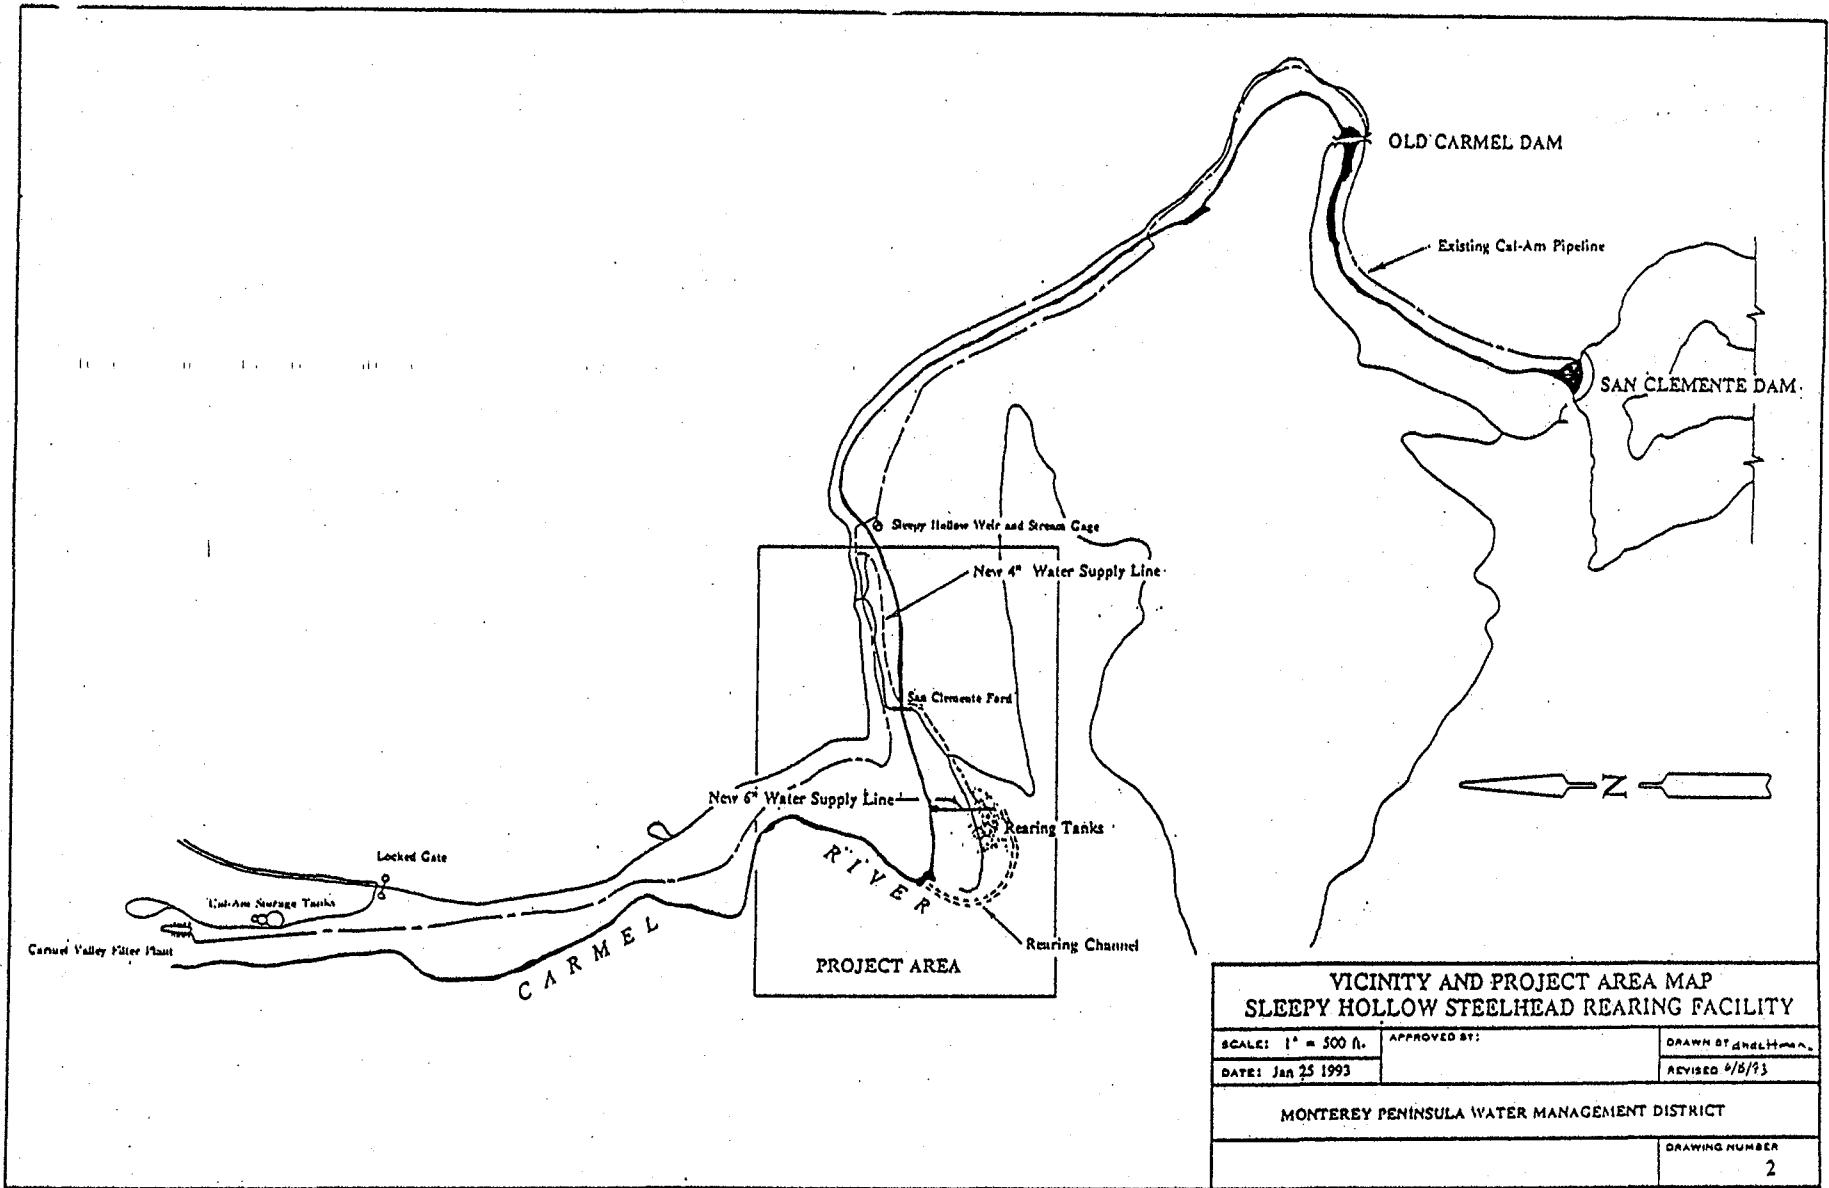 OLD CARMEL DAM
Existing Cal-Am Pipeline
SAN CLEMENTE DAM
Sleepy Hollow Weir and Stream Gage
New 4" Water Supply Line
San Clemente Ford
New 6" Water Supply Line
Rearing Tanks
RIVER
Locked Gate
Cal-Am Storage Tanks
Carmel Valley Filter Plant
CARMEL
Rearing Channel
PROJECT AREA
N
VICINITY AND PROJECT AREA MAP
SLEEPY HOLLOW STEELHEAD REARING FACILITY
SCALE: 1" = 500 ft.
APPROVED BY:
DRAWN BY
DATE: Jan 25 1993
REVISED
MONTEREY PENINSULA WATER MANAGEMENT DISTRICT
DRAWING NUMBER
2